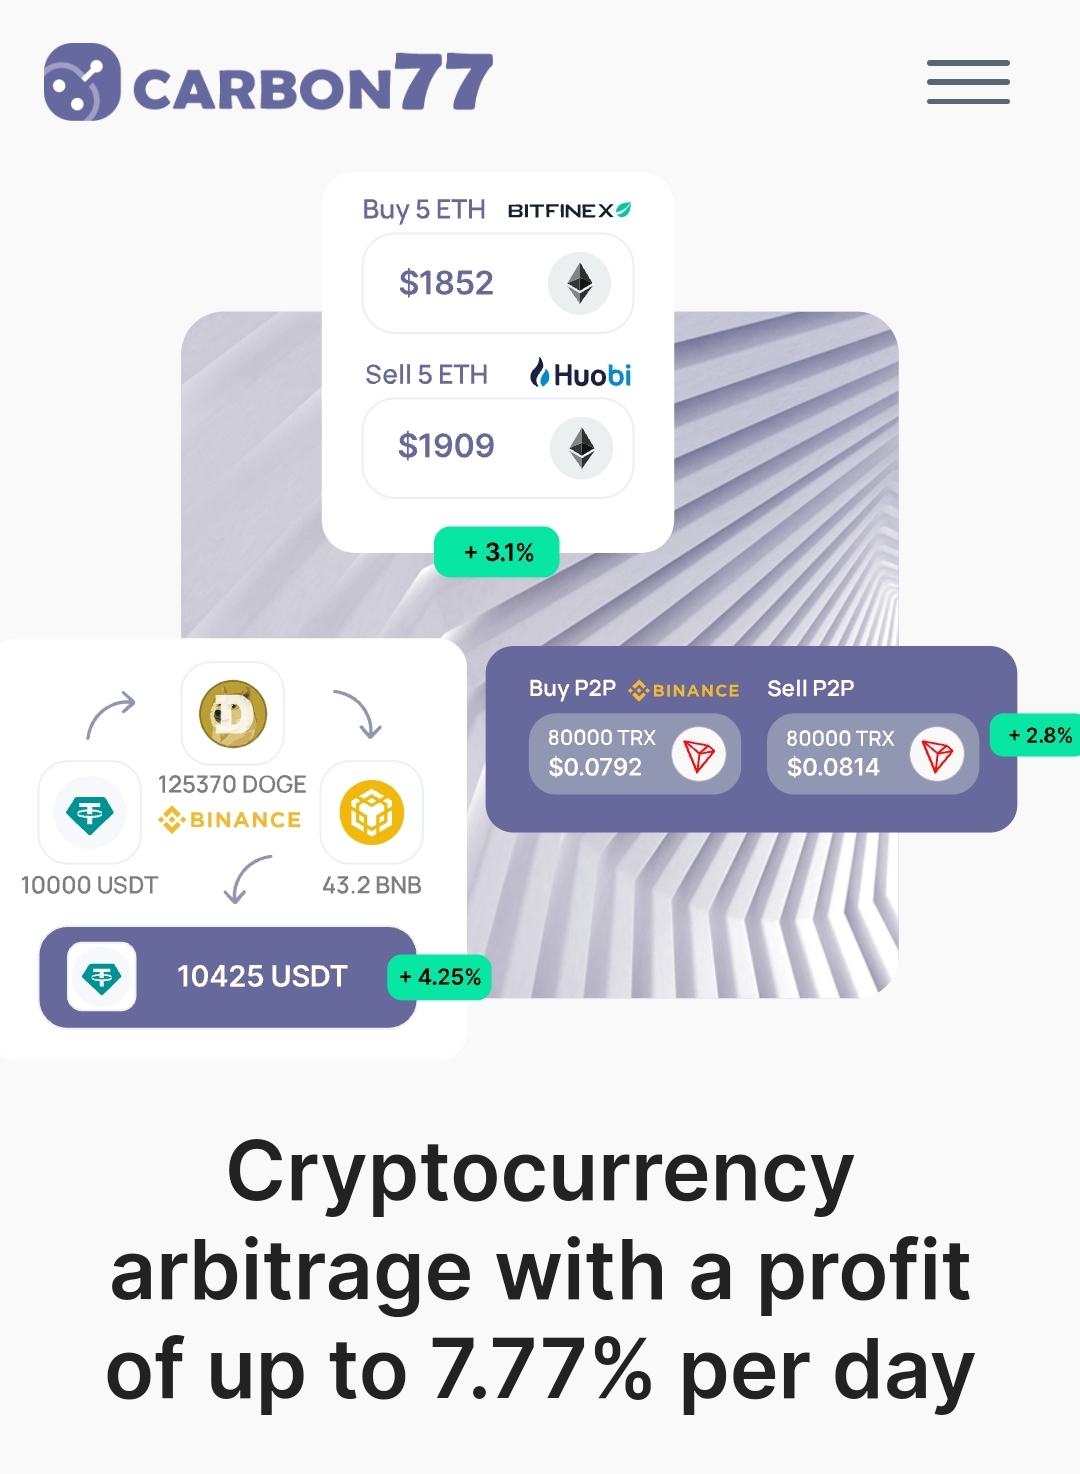 CARBON77
Buy 5 ETH BITFINEX
$1852
Sell 5 ETH Huobi
$1909
+ 3.1%
125370 DOGE
BINANCE
10000 USDT
43.2 BNB
10425 USDT
+ 4.25%
Buy P2P BINANCE Sell P2P
80000 TRX 80000 TRX
$0.0792 $0.0814
+ 2.8%
Cryptocurrency
arbitrage with a profit
of up to 7.77% per day